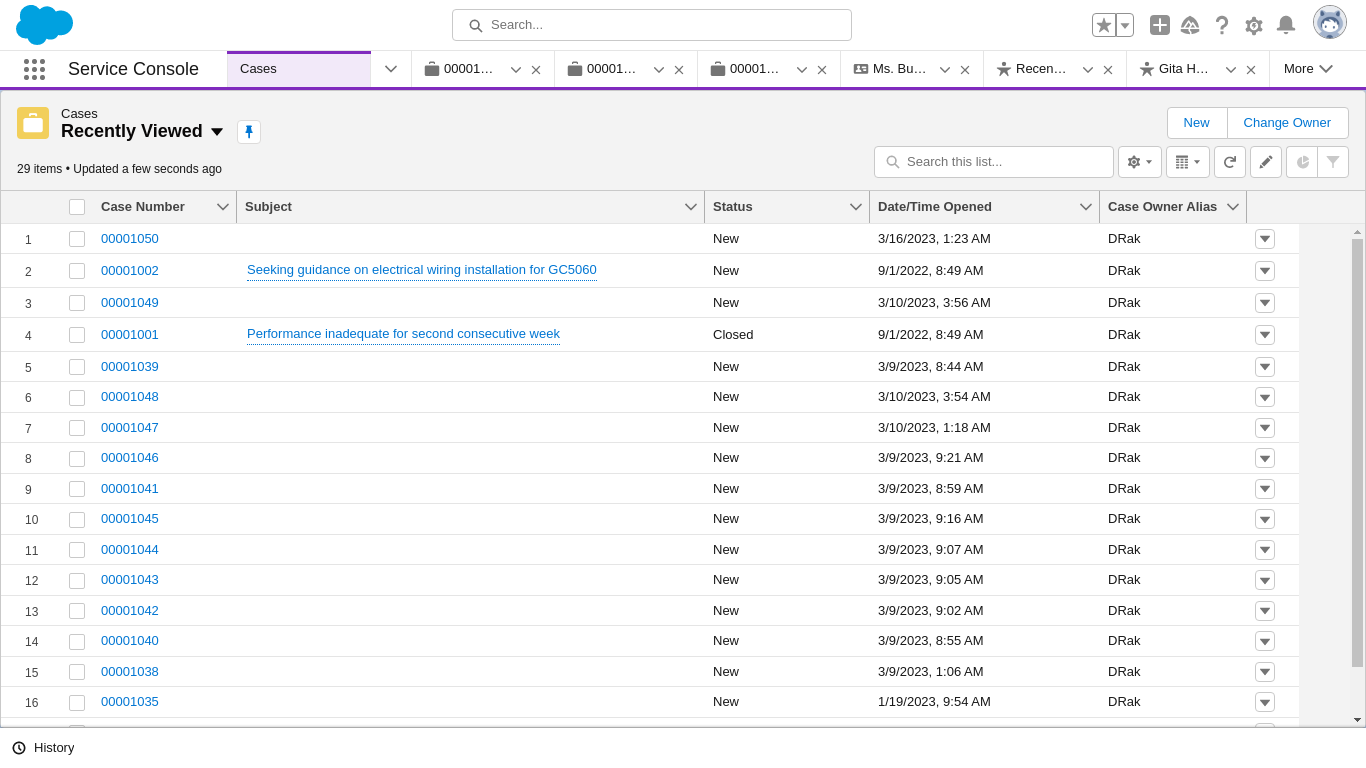 Search...
Service Console
Cases
00001…
00001…
00001…
Ms. Bu…
Recen…
Gita H…
More
Cases
Recently Viewed
New
Change Owner
29 items • Updated a few seconds ago
Search this list...
Case Number Subject Status Date/Time Opened Case Owner Alias
1 00001050 New 3/16/2023, 1:23 AM DRak
2 00001002 Seeking guidance on electrical wiring installation for GC5060 New 9/1/2022, 8:49 AM DRak
3 00001049 New 3/10/2023, 3:56 AM DRak
4 00001001 Performance inadequate for second consecutive week Closed 9/1/2022, 8:49 AM DRak
5 00001039 New 3/9/2023, 8:44 AM DRak
6 00001048 New 3/10/2023, 3:54 AM DRak
7 00001047 New 3/10/2023, 1:18 AM DRak
8 00001046 New 3/9/2023, 9:21 AM DRak
9 00001041 New 3/9/2023, 8:59 AM DRak
10 00001045 New 3/9/2023, 9:16 AM DRak
11 00001044 New 3/9/2023, 9:07 AM DRak
12 00001043 New 3/9/2023, 9:05 AM DRak
13 00001042 New 3/9/2023, 9:02 AM DRak
14 00001040 New 3/9/2023, 8:55 AM DRak
15 00001038 New 3/9/2023, 1:06 AM DRak
16 00001035 New 1/19/2023, 9:54 AM DRak
History